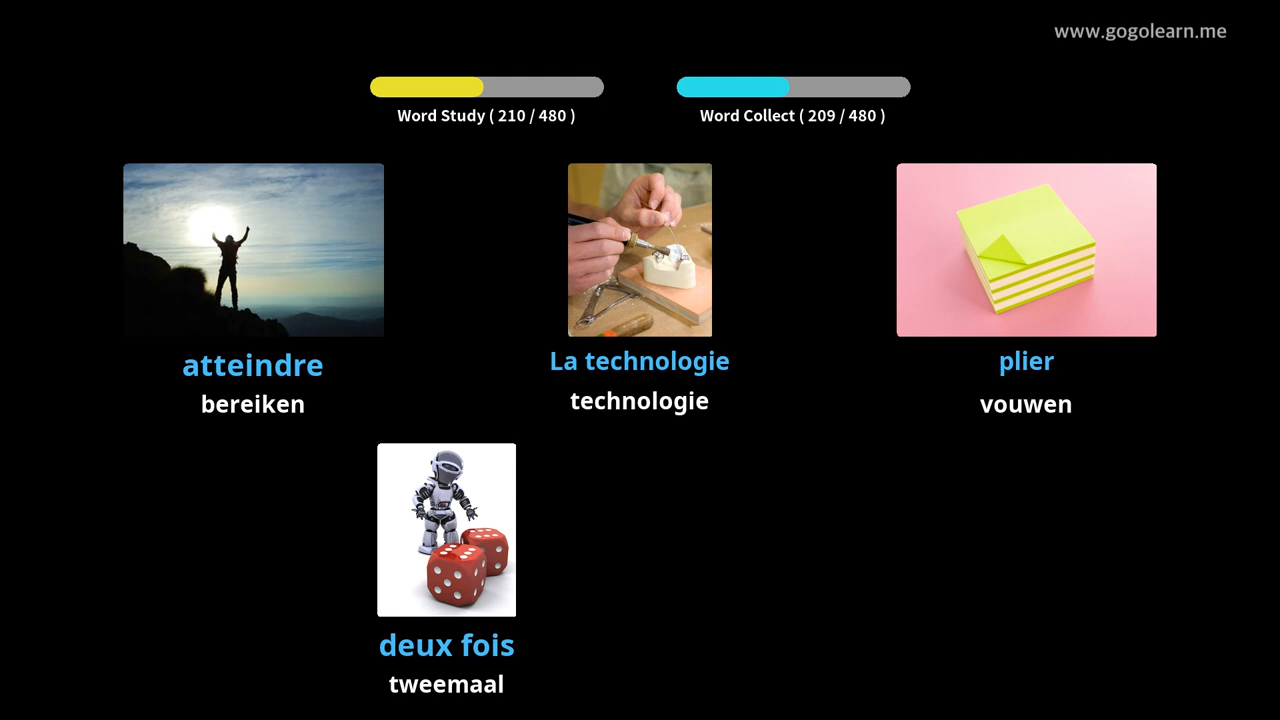 www.gogolearn.me
Word Study ( 210 / 480 )
Word Collect ( 209 / 480 )
atteindre
bereiken
La technologie
technologie
plier
vouwen
deux fois
tweemaal